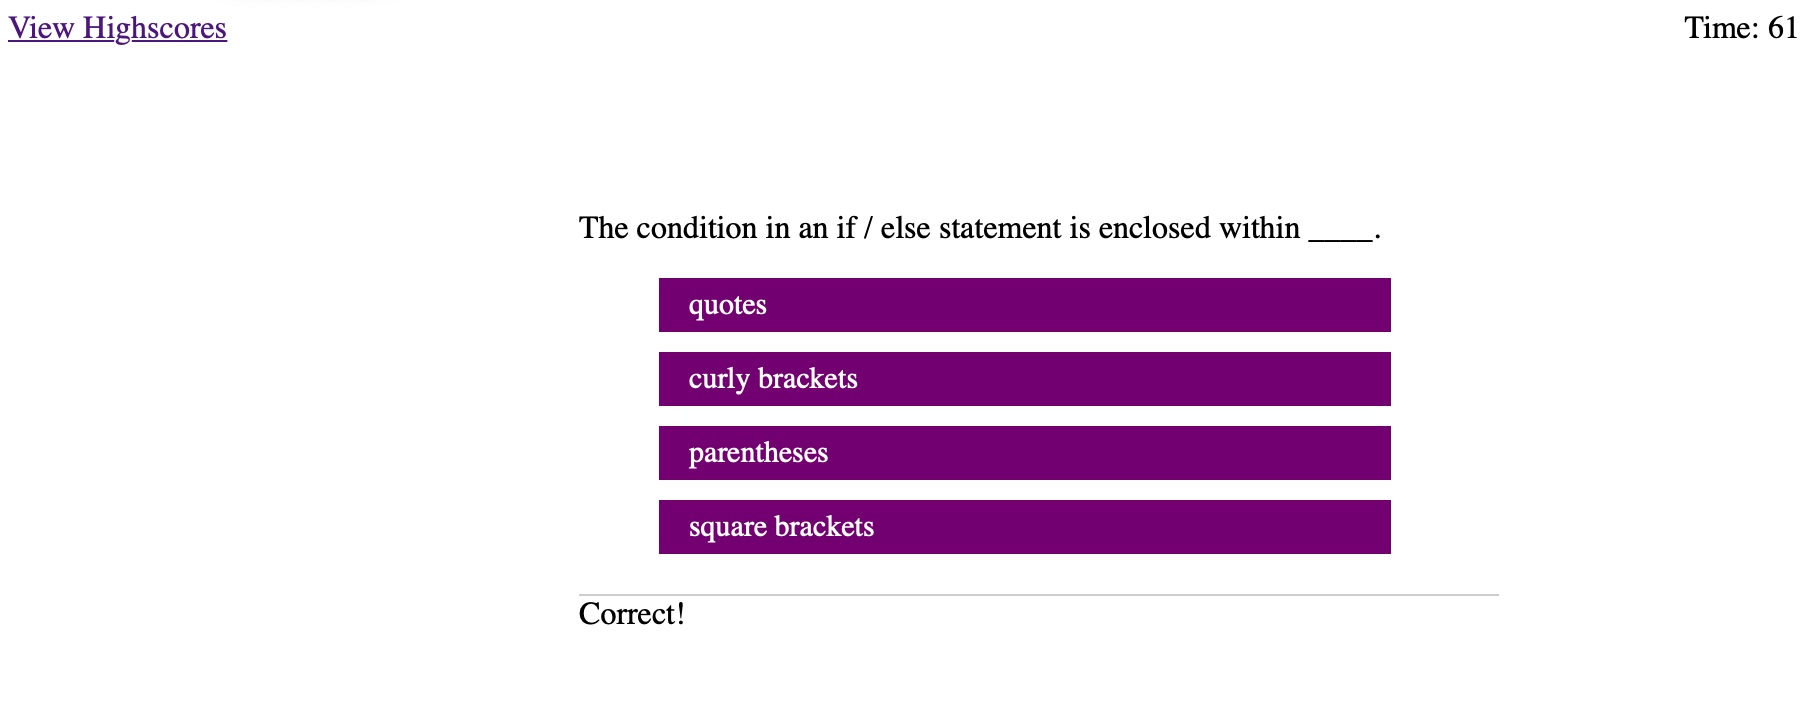 View Highscores
Time: 61
The condition in an if / else statement is enclosed within ____.
quotes
curly brackets
parentheses
square brackets
Correct!